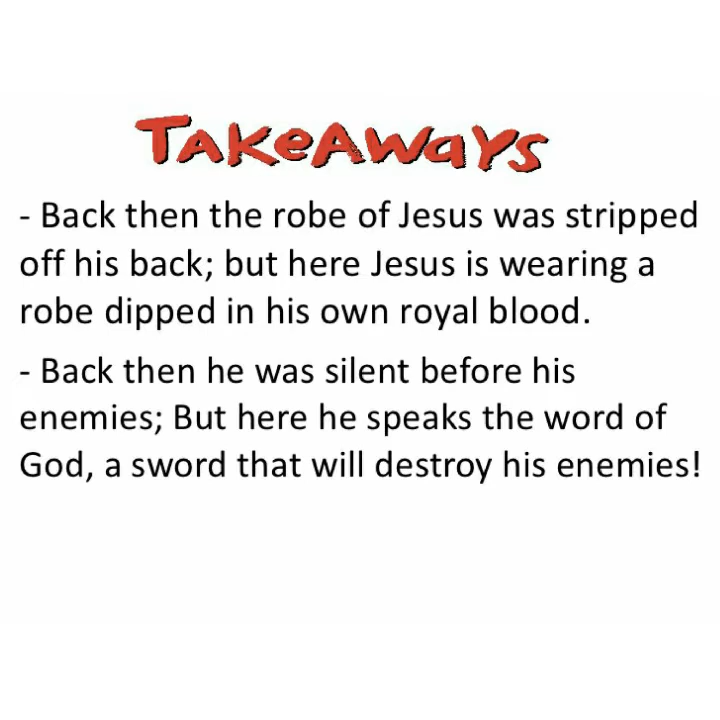 TakeAways
- Back then the robe of Jesus was stripped
off his back; but here Jesus is wearing a
robe dipped in his own royal blood.
- Back then he was silent before his
enemies; But here he speaks the word of
God, a sword that will destroy his enemies!